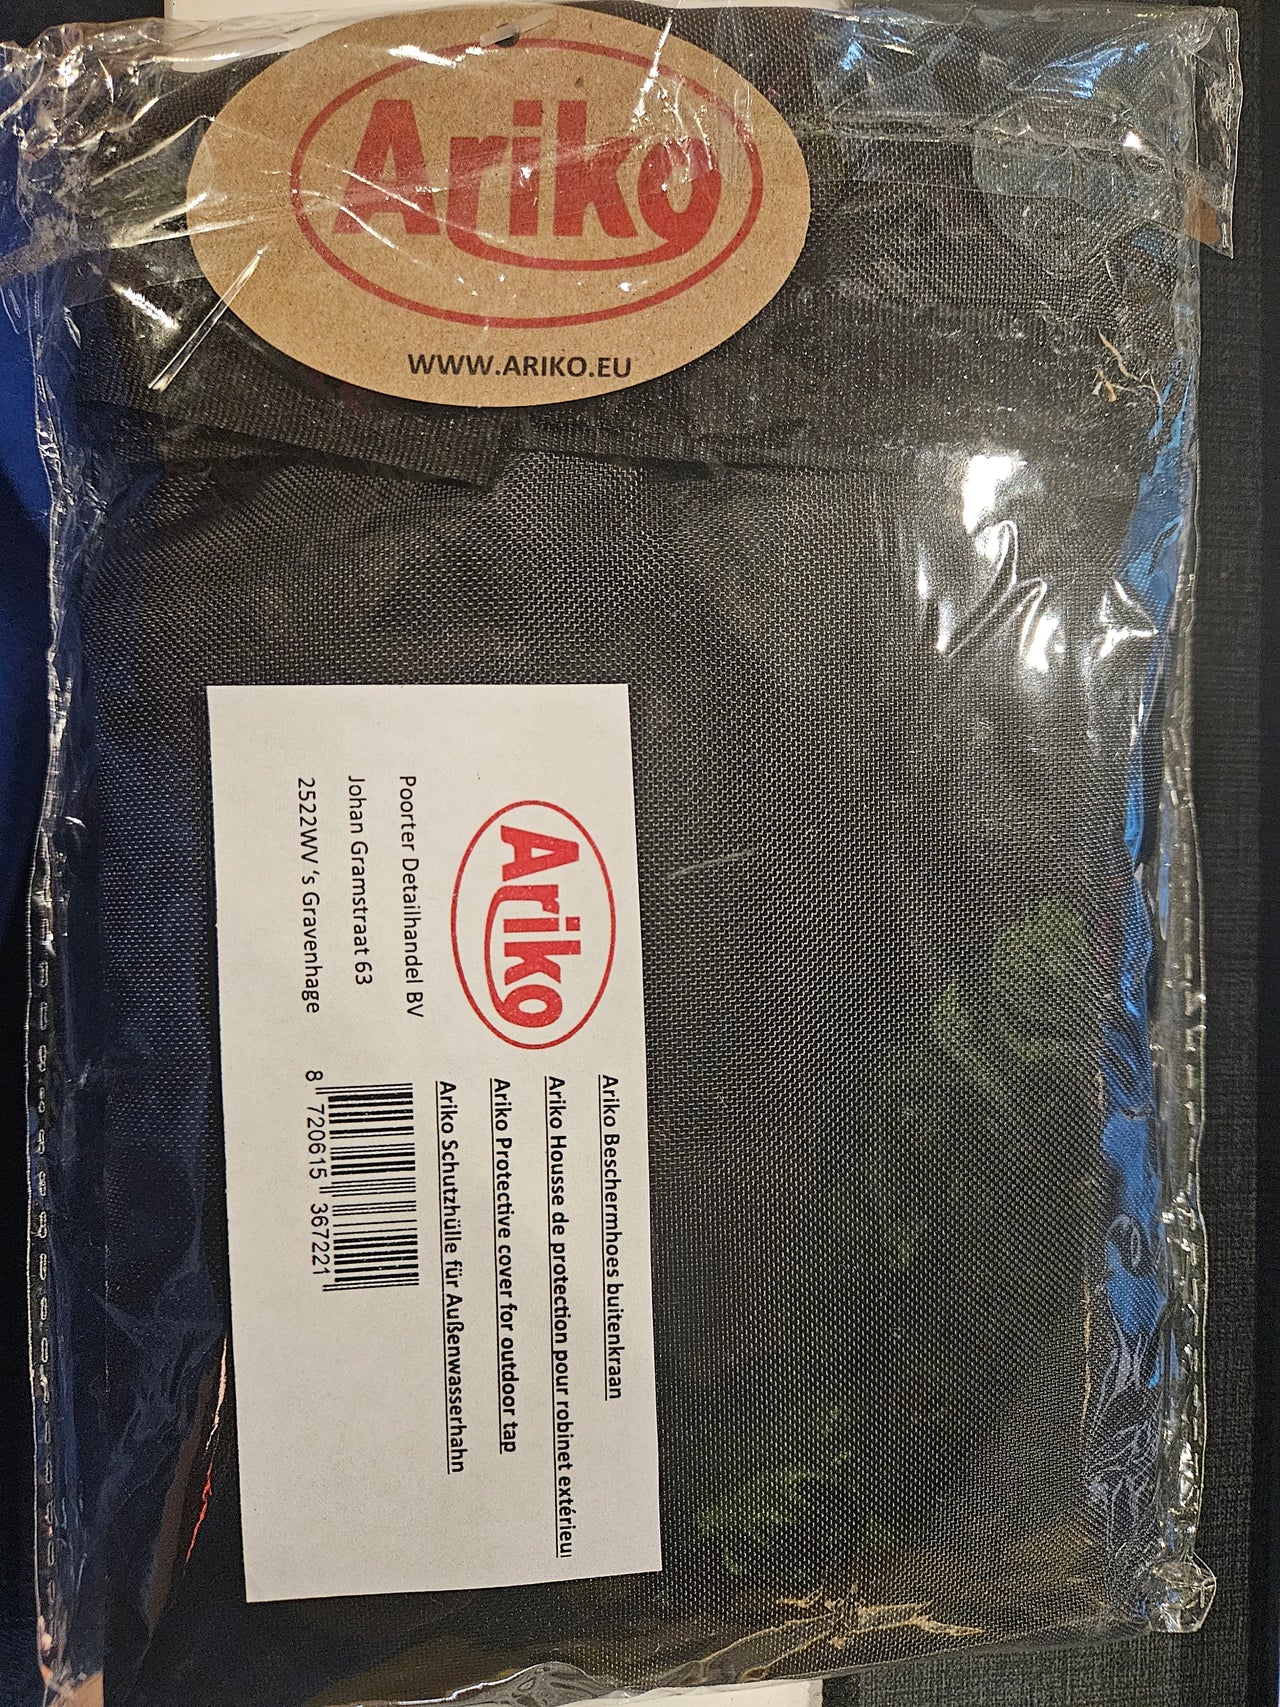 Ariko
WWW.ARIKO.EU
Ariko
Poorter Detailhandel BV
Johan Gramstraat 63
2522WV 's Gravenhage
Ariko Beschermhoes buitenkraan
Ariko Housse de protection pour robinet extérieu
Ariko Protective cover for outdoor tap
Ariko Schutzhülle für Außenwasserhahn
8 720615 367221